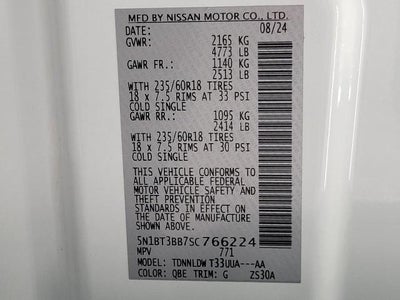 MFD BY NISSAN MOTOR CO., LTD.
DATE: 08/24
GVWR: 2165 KG
4773 LB
GAWR FR.: 1140 KG
2513 LB
WITH 235/60R18 TIRES
18 x 7.5 RIMS AT 33 PSI
COLD SINGLE
GAWR RR.: 1095 KG
2414 LB
WITH 235/60R18 TIRES
18 x 7.5 RIMS AT 30 PSI
COLD SINGLE
THIS VEHICLE CONFORMS TO
ALL APPLICABLE FEDERAL
MOTOR VEHICLE SAFETY
AND THEFT PREVENTION
STANDARDS IN EFFECT ON
THE DATE OF MANUFACTURE
SHOWN ABOVE.
5N1BT3BB7SC766224
MPV 771
MODEL: TDNNLDW T33UUA---AA
COLOR: QBE TRIM: G ZS30A